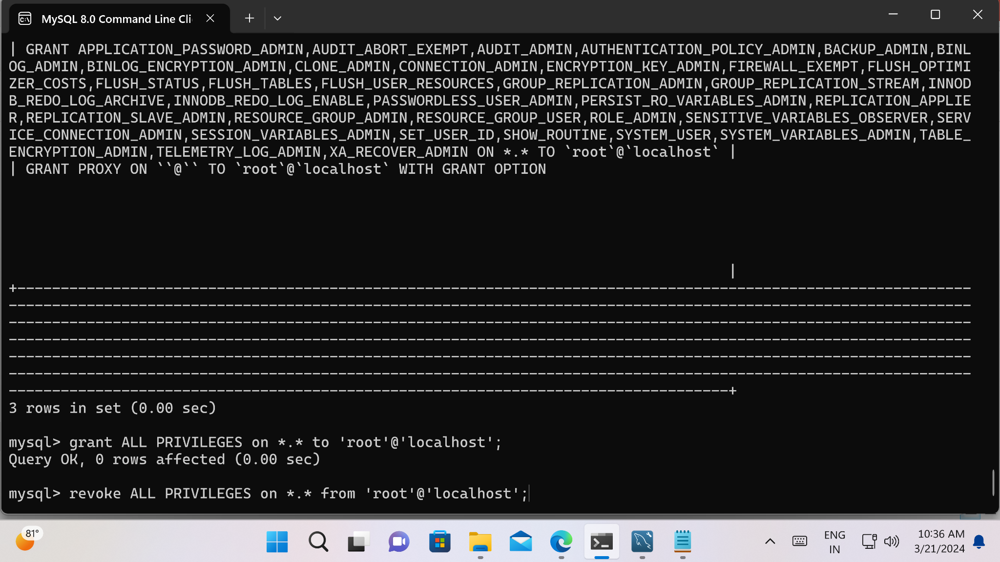 MySQL 8.0 Command Line Cli
| GRANT APPLICATION_PASSWORD_ADMIN,AUDIT_ABORT_EXEMPT,AUDIT_ADMIN,AUTHENTICATION_POLICY_ADMIN,BACKUP_ADMIN,BINL
OG_ADMIN,BINLOG_ENCRYPTION_ADMIN,CLONE_ADMIN,CONNECTION_ADMIN,ENCRYPTION_KEY_ADMIN,FIREWALL_EXEMPT,FLUSH_OPTIMI
ZER_COSTS,FLUSH_STATUS,FLUSH_TABLES,FLUSH_USER_RESOURCES,GROUP_REPLICATION_ADMIN,GROUP_REPLICATION_STREAM,INNOD
B_REDO_LOG_ARCHIVE,INNODB_REDO_LOG_ENABLE,PASSWORDLESS_USER_ADMIN,PERSIST_RO_VARIABLES_ADMIN,REPLICATION_APPLIE
R,REPLICATION_SLAVE_ADMIN,RESOURCE_GROUP_ADMIN,RESOURCE_GROUP_USER,ROLE_ADMIN,SENSITIVE_VARIABLES_OBSERVER,SERV
ICE_CONNECTION_ADMIN,SESSION_VARIABLES_ADMIN,SET_USER_ID,SHOW_ROUTINE,SYSTEM_USER,SYSTEM_VARIABLES_ADMIN,TABLE_
ENCRYPTION_ADMIN,TELEMETRY_LOG_ADMIN,XA_RECOVER_ADMIN ON *.* TO `root`@`localhost` |
| GRANT PROXY ON ``@`` TO `root`@`localhost` WITH GRANT OPTION
|
+--------------------------------------------------------------------------------------------------------------
---------------------------------------------------------------------------------------------------------------
---------------------------------------------------------------------------------------------------------------
---------------------------------------------------------------------------------------------------------------
---------------------------------------------------------------------------------------------------------------
---------------------------------------------------------------------------------------------------------------
-----------------------------------------------------------------------------------+
3 rows in set (0.00 sec)
mysql> grant ALL PRIVILEGES on *.* to 'root'@'localhost';
Query OK, 0 rows affected (0.00 sec)
mysql> revoke ALL PRIVILEGES on *.* from 'root'@'localhost';
81°
ENG
IN
10:36 AM
3/21/2024